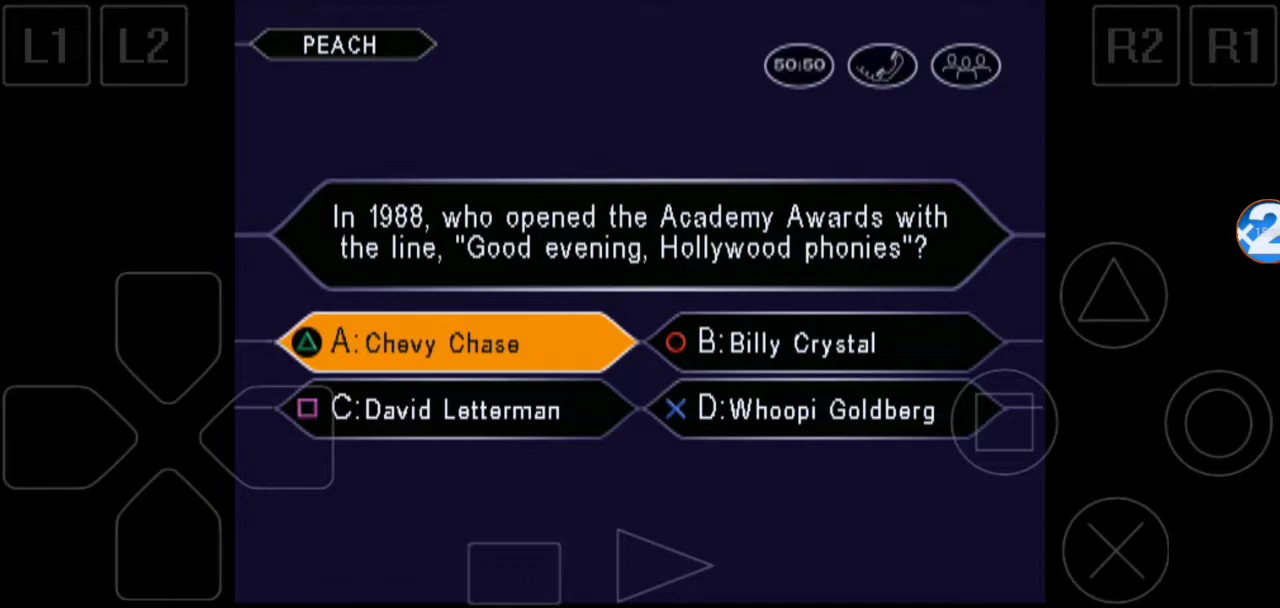 L1 L2 R2 R1
PEACH
50:50
In 1988, who opened the Academy Awards with
the line, "Good evening, Hollywood phonies"?
A: Chevy Chase
B: Billy Crystal
C: David Letterman
D: Whoopi Goldberg
2